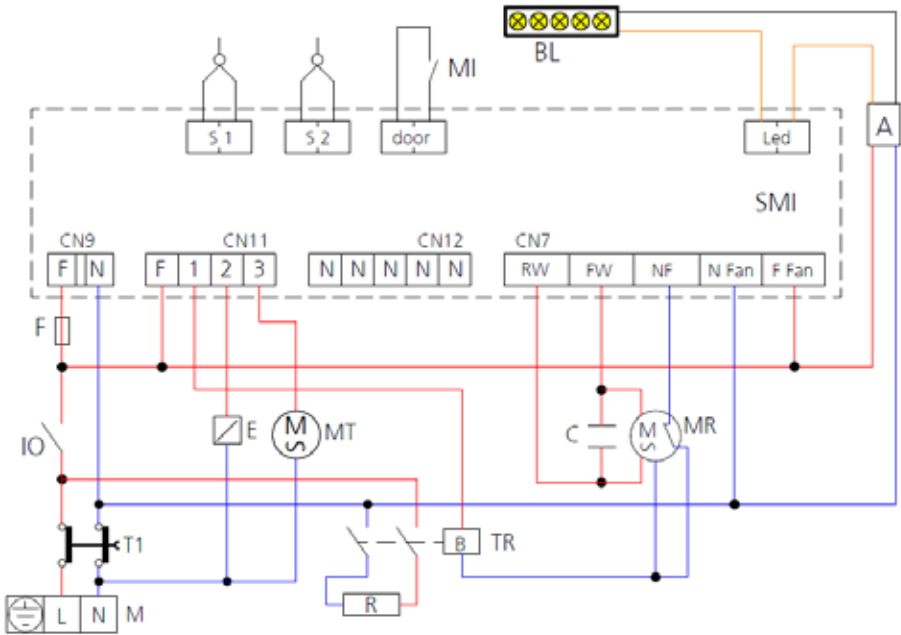 BL
MI
S 1
S 2
door
Led
A
SMI
CN9
CN11
CN12
CN7
F N
F 1 2 3
N N N N N
RW FW NF N Fan F Fan
F
IO
E
M
S
MT
C
M
S
MR
T1
B
TR
R
L N M